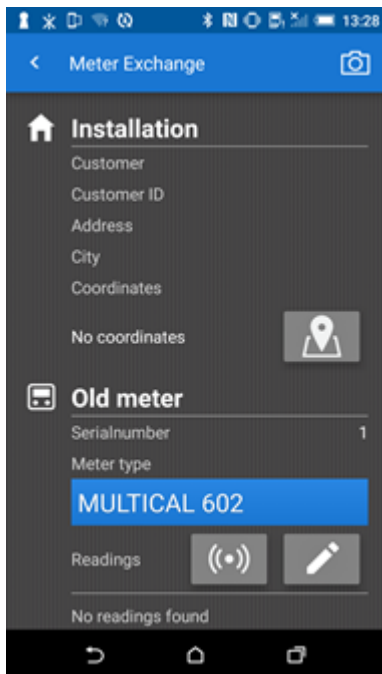 13:28
Meter Exchange
Installation
Customer
Customer ID
Address
City
Coordinates
No coordinates
Old meter
Serialnumber 1
Meter type
MULTICAL 602
Readings
No readings found